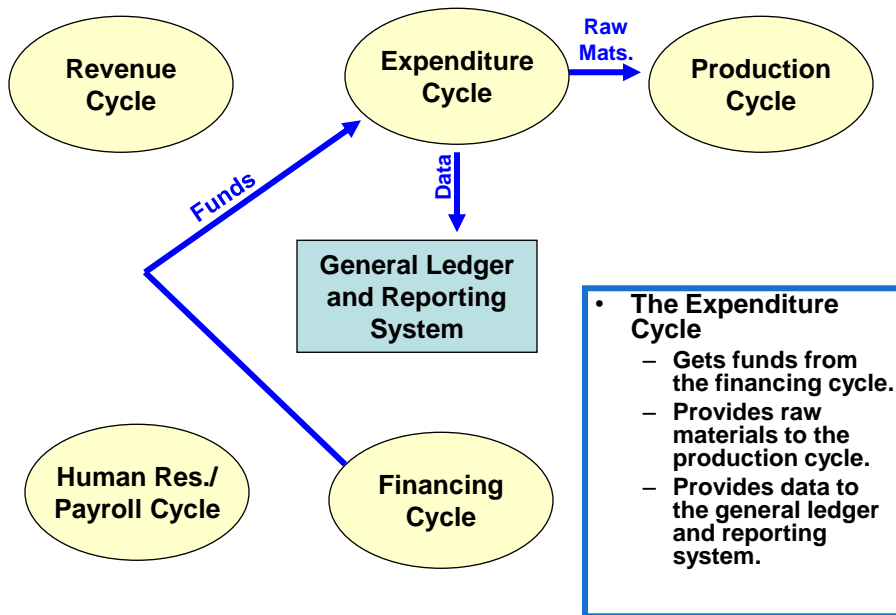 Revenue
Cycle
Expenditure
Cycle
Raw
Mats.
Production
Cycle
Funds
Data
General Ledger
and Reporting
System
Human Res./
Payroll Cycle
Financing
Cycle
• The Expenditure
Cycle
– Gets funds from
the financing cycle.
– Provides raw
materials to the
production cycle.
– Provides data to
the general ledger
and reporting
system.